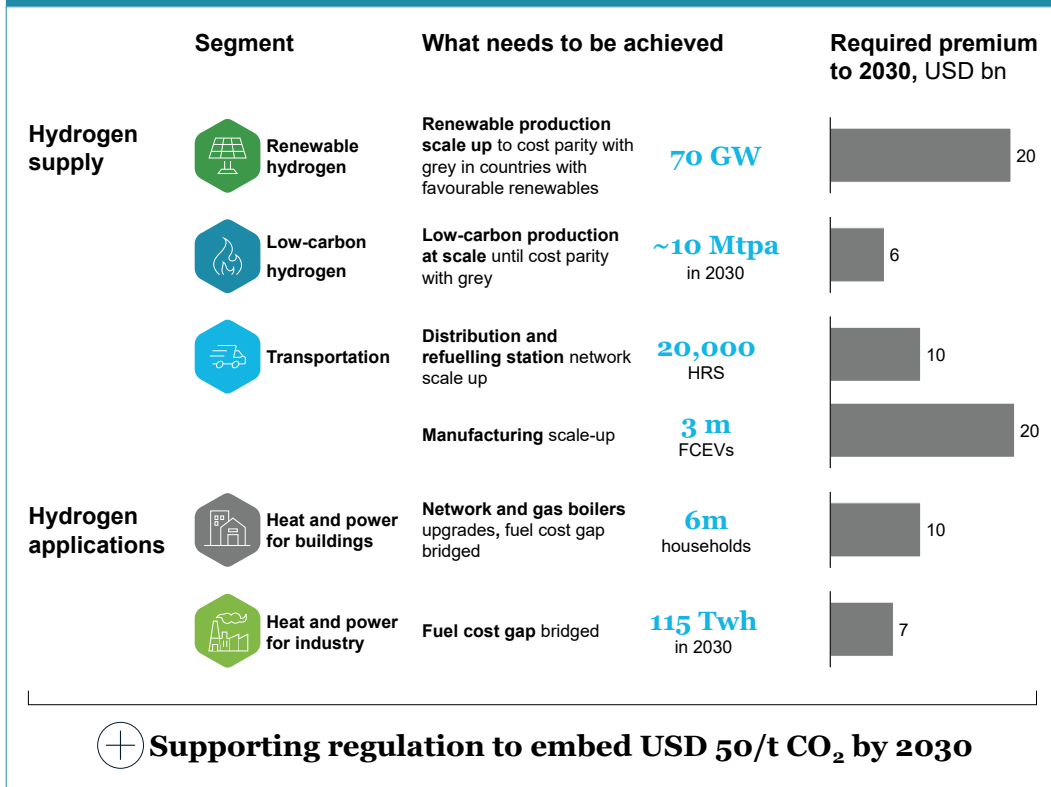 Segment
What needs to be achieved
Required premium
to 2030, USD bn
Hydrogen
supply
Renewable
hydrogen
Renewable production
scale up to cost parity with
grey in countries with
favourable renewables
70 GW
20
Low-carbon
hydrogen
Low-carbon production
at scale until cost parity
with grey
~10 Mtpa
in 2030
6
Transportation
Distribution and
refuelling station network
scale up
20,000
HRS
10
Manufacturing scale-up
3 m
FCEVs
20
Hydrogen
applications
Heat and power
for buildings
Network and gas boilers
upgrades, fuel cost gap
bridged
6m
households
10
Heat and power
for industry
Fuel cost gap bridged
115 Twh
in 2030
7
Supporting regulation to embed USD 50/t CO₂ by 2030